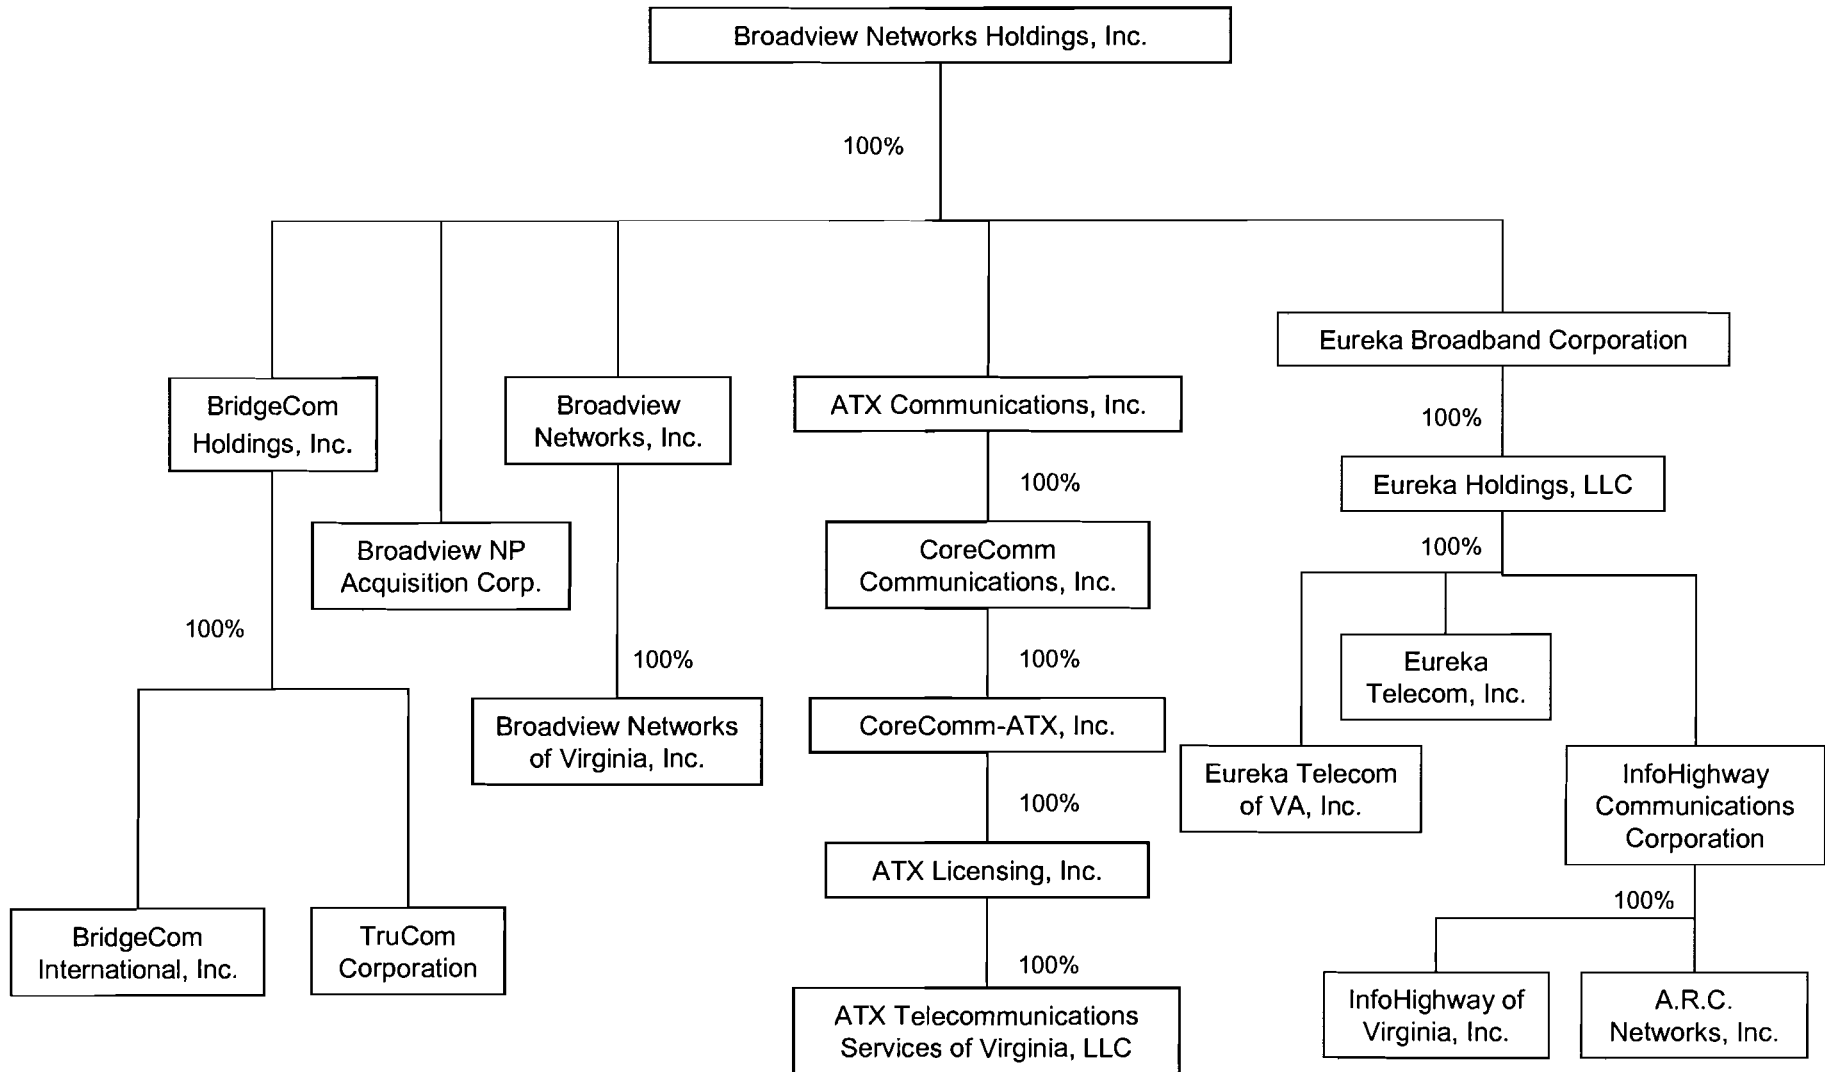 Broadview Networks Holdings, Inc.
100%
Eureka Broadband Corporation
BridgeCom
Holdings, Inc.
Broadview
Networks, Inc.
ATX Communications, Inc.
100%
100%
Eureka Holdings, LLC
Broadview NP
Acquisition Corp.
CoreComm
Communications, Inc.
100%
100%
100%
100%
Eureka
Telecom, Inc.
Broadview Networks
of Virginia, Inc.
CoreComm-ATX, Inc.
Eureka Telecom
of VA, Inc.
InfoHighway
Communications
Corporation
100%
ATX Licensing, Inc.
100%
BridgeCom
International, Inc.
TruCom
Corporation
100%
ATX Telecommunications
Services of Virginia, LLC
InfoHighway of
Virginia, Inc.
A.R.C.
Networks, Inc.